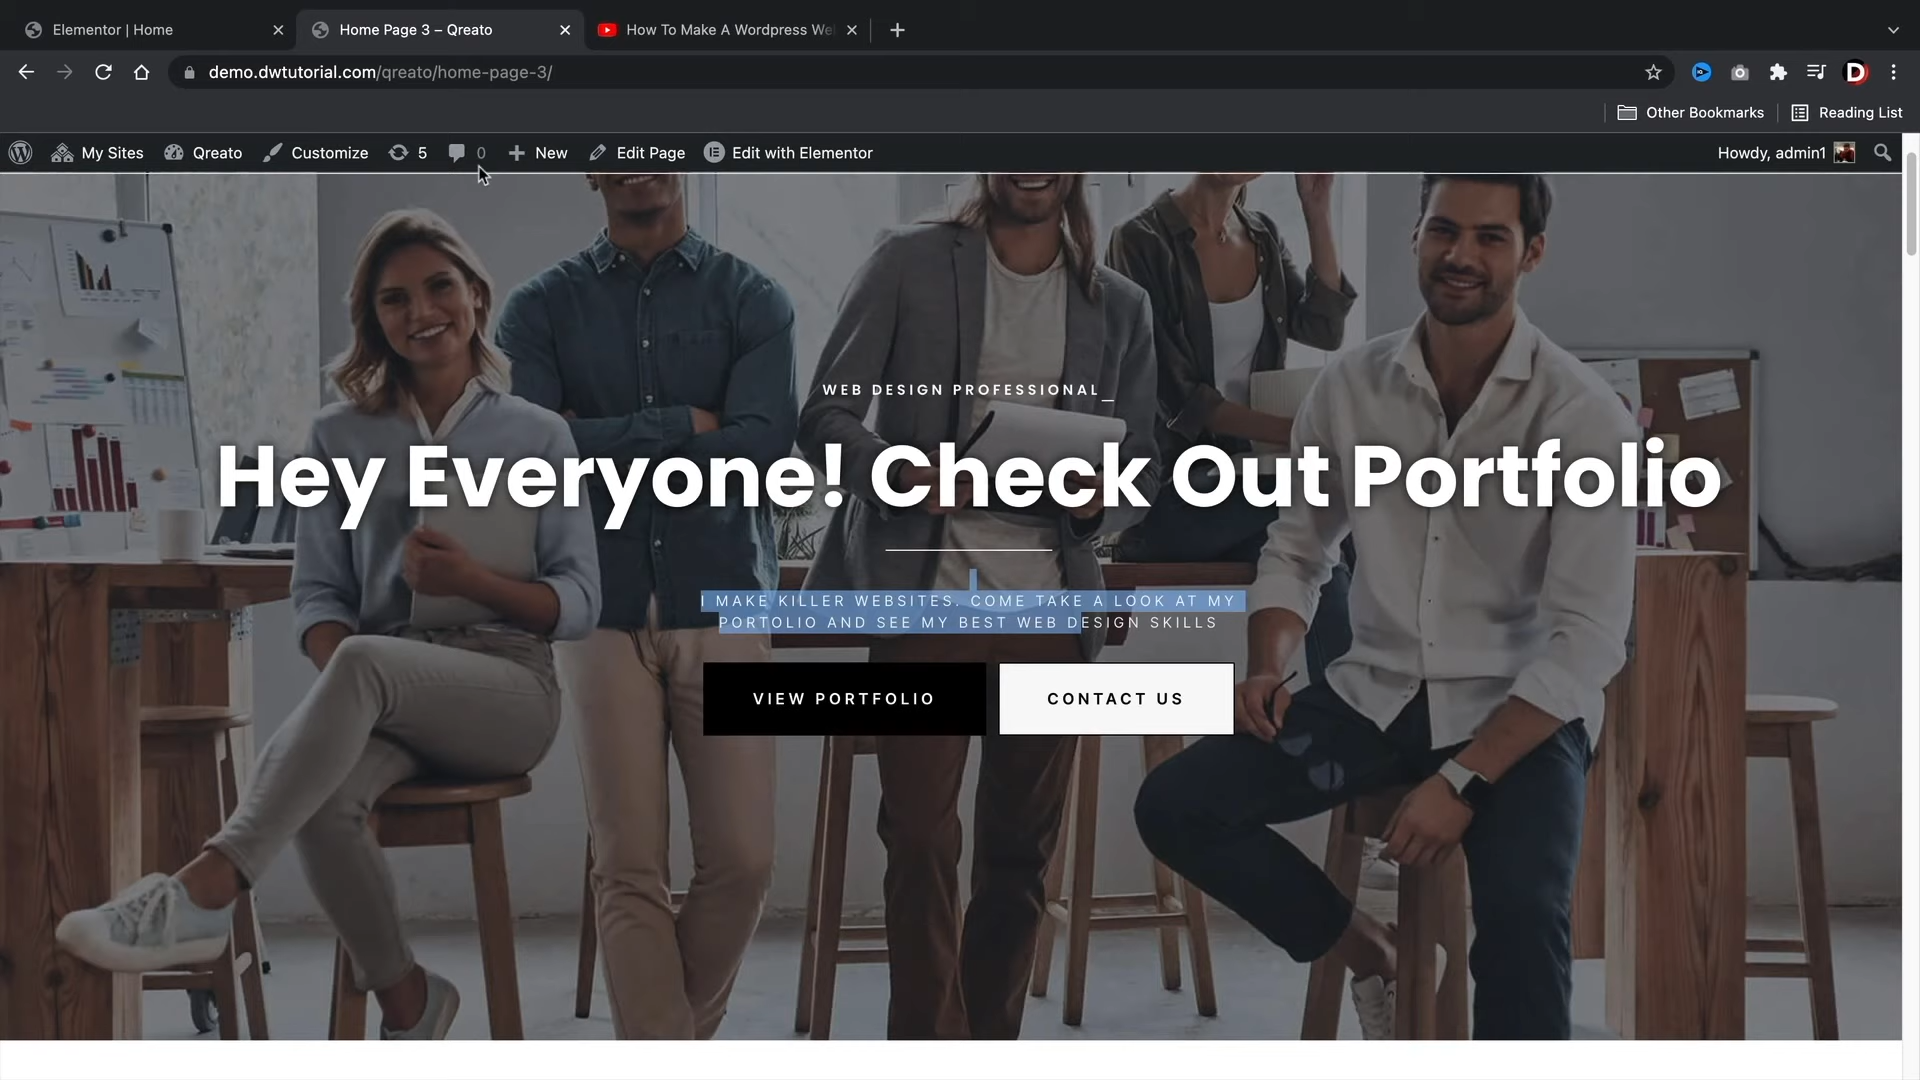 Elementor | Home
Home Page 3 – Qreato
How To Make A Wordpress We
demo.dwtutorial.com/qreato/home-page-3/
Other Bookmarks
Reading List
My Sites
Qreato
Customize
5
0
New
Edit Page
Edit with Elementor
Howdy, admin1
WEB DESIGN PROFESSIONAL_
Hey Everyone! Check Out Portfolio
I MAKE KILLER WEBSITES. COME TAKE A LOOK AT MY
PORTOLIO AND SEE MY BEST WEB DESIGN SKILLS
VIEW PORTFOLIO
CONTACT US